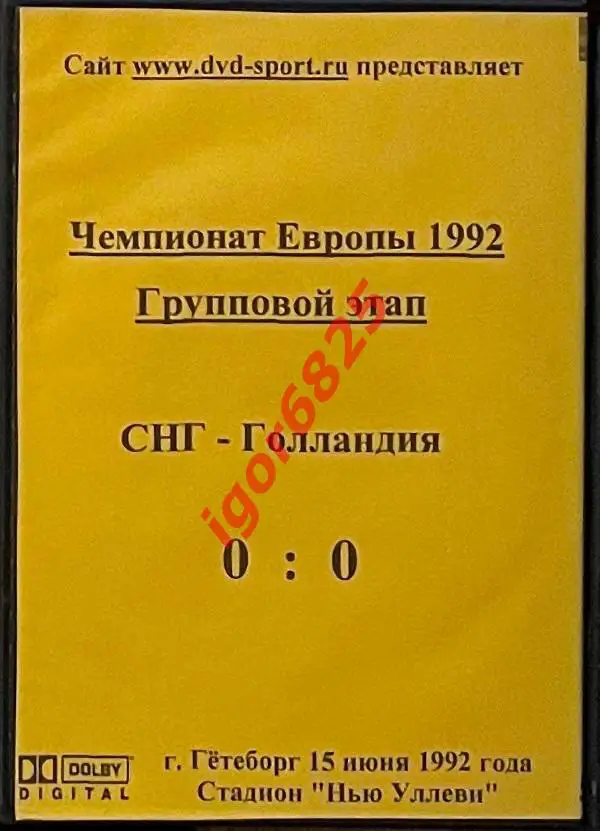 Сайт www.dvd-sport.ru представляет
Чемпионат Европы 1992
Групповой этап
СНГ - Голландия
igor6825
0 : 0
г. Гётеборг 15 июня 1992 года
Стадион "Нью Уллеви"
DOLBY
DIGITAL